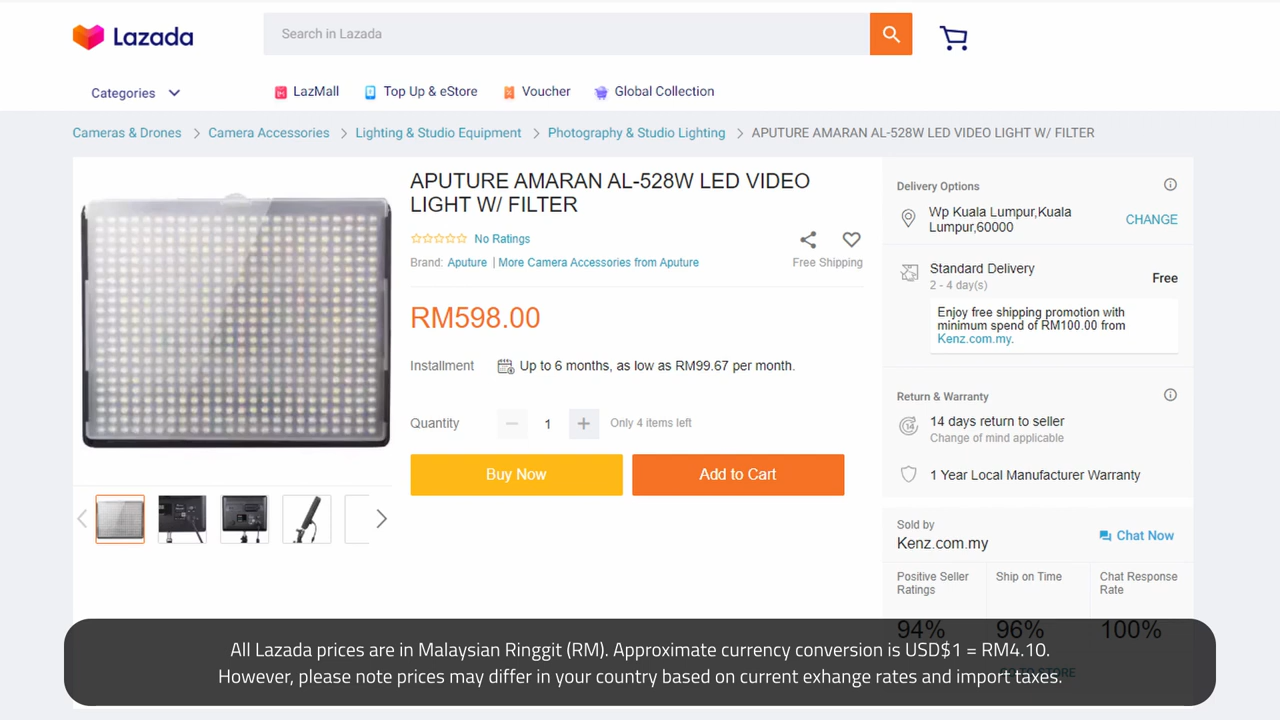 Lazada
Search in Lazada
Categories
LazMall
Top Up & eStore
Voucher
Global Collection
Cameras & Drones
Camera Accessories
Lighting & Studio Equipment
Photography & Studio Lighting
APUTURE AMARAN AL-528W LED VIDEO LIGHT W/ FILTER
APUTURE AMARAN AL-528W LED VIDEO
LIGHT W/ FILTER
No Ratings
Free Shipping
Brand: Aputure | More Camera Accessories from Aputure
RM598.00
Installment
Up to 6 months, as low as RM99.67 per month.
Quantity
1
Only 4 items left
Buy Now
Add to Cart
Delivery Options
Wp Kuala Lumpur,Kuala
Lumpur,60000
CHANGE
Standard Delivery
2 - 4 day(s)
Free
Enjoy free shipping promotion with
minimum spend of RM100.00 from
Kenz.com.my.
Return & Warranty
14
14 days return to seller
Change of mind applicable
1 Year Local Manufacturer Warranty
Sold by
Kenz.com.my
Chat Now
Positive Seller
Ratings
94%
Ship on Time
96%
Chat Response
Rate
100%
All Lazada prices are in Malaysian Ringgit (RM). Approximate currency conversion is USD$1 = RM4.10.
However, please note prices may differ in your country based on current exhange rates and import taxes.